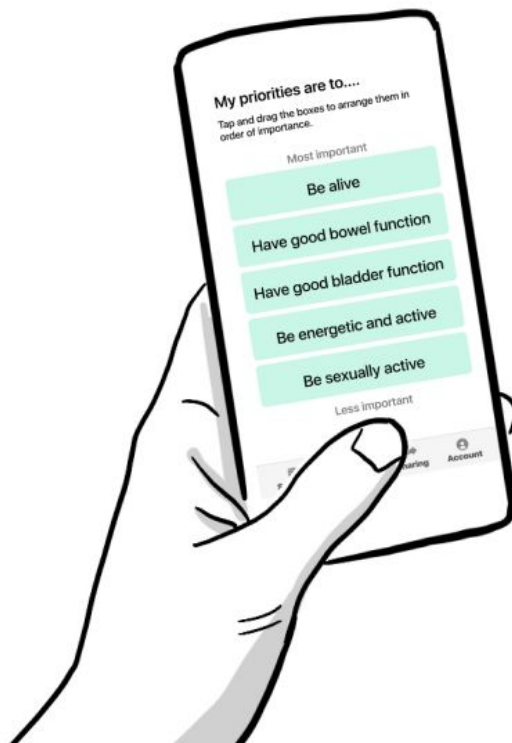 My priorities are to....
Tap and drag the boxes to arrange them in
order of importance.
Most important
Be alive
Have good bowel function
Have good bladder function
Be energetic and active
Be sexually active
Less important
Account